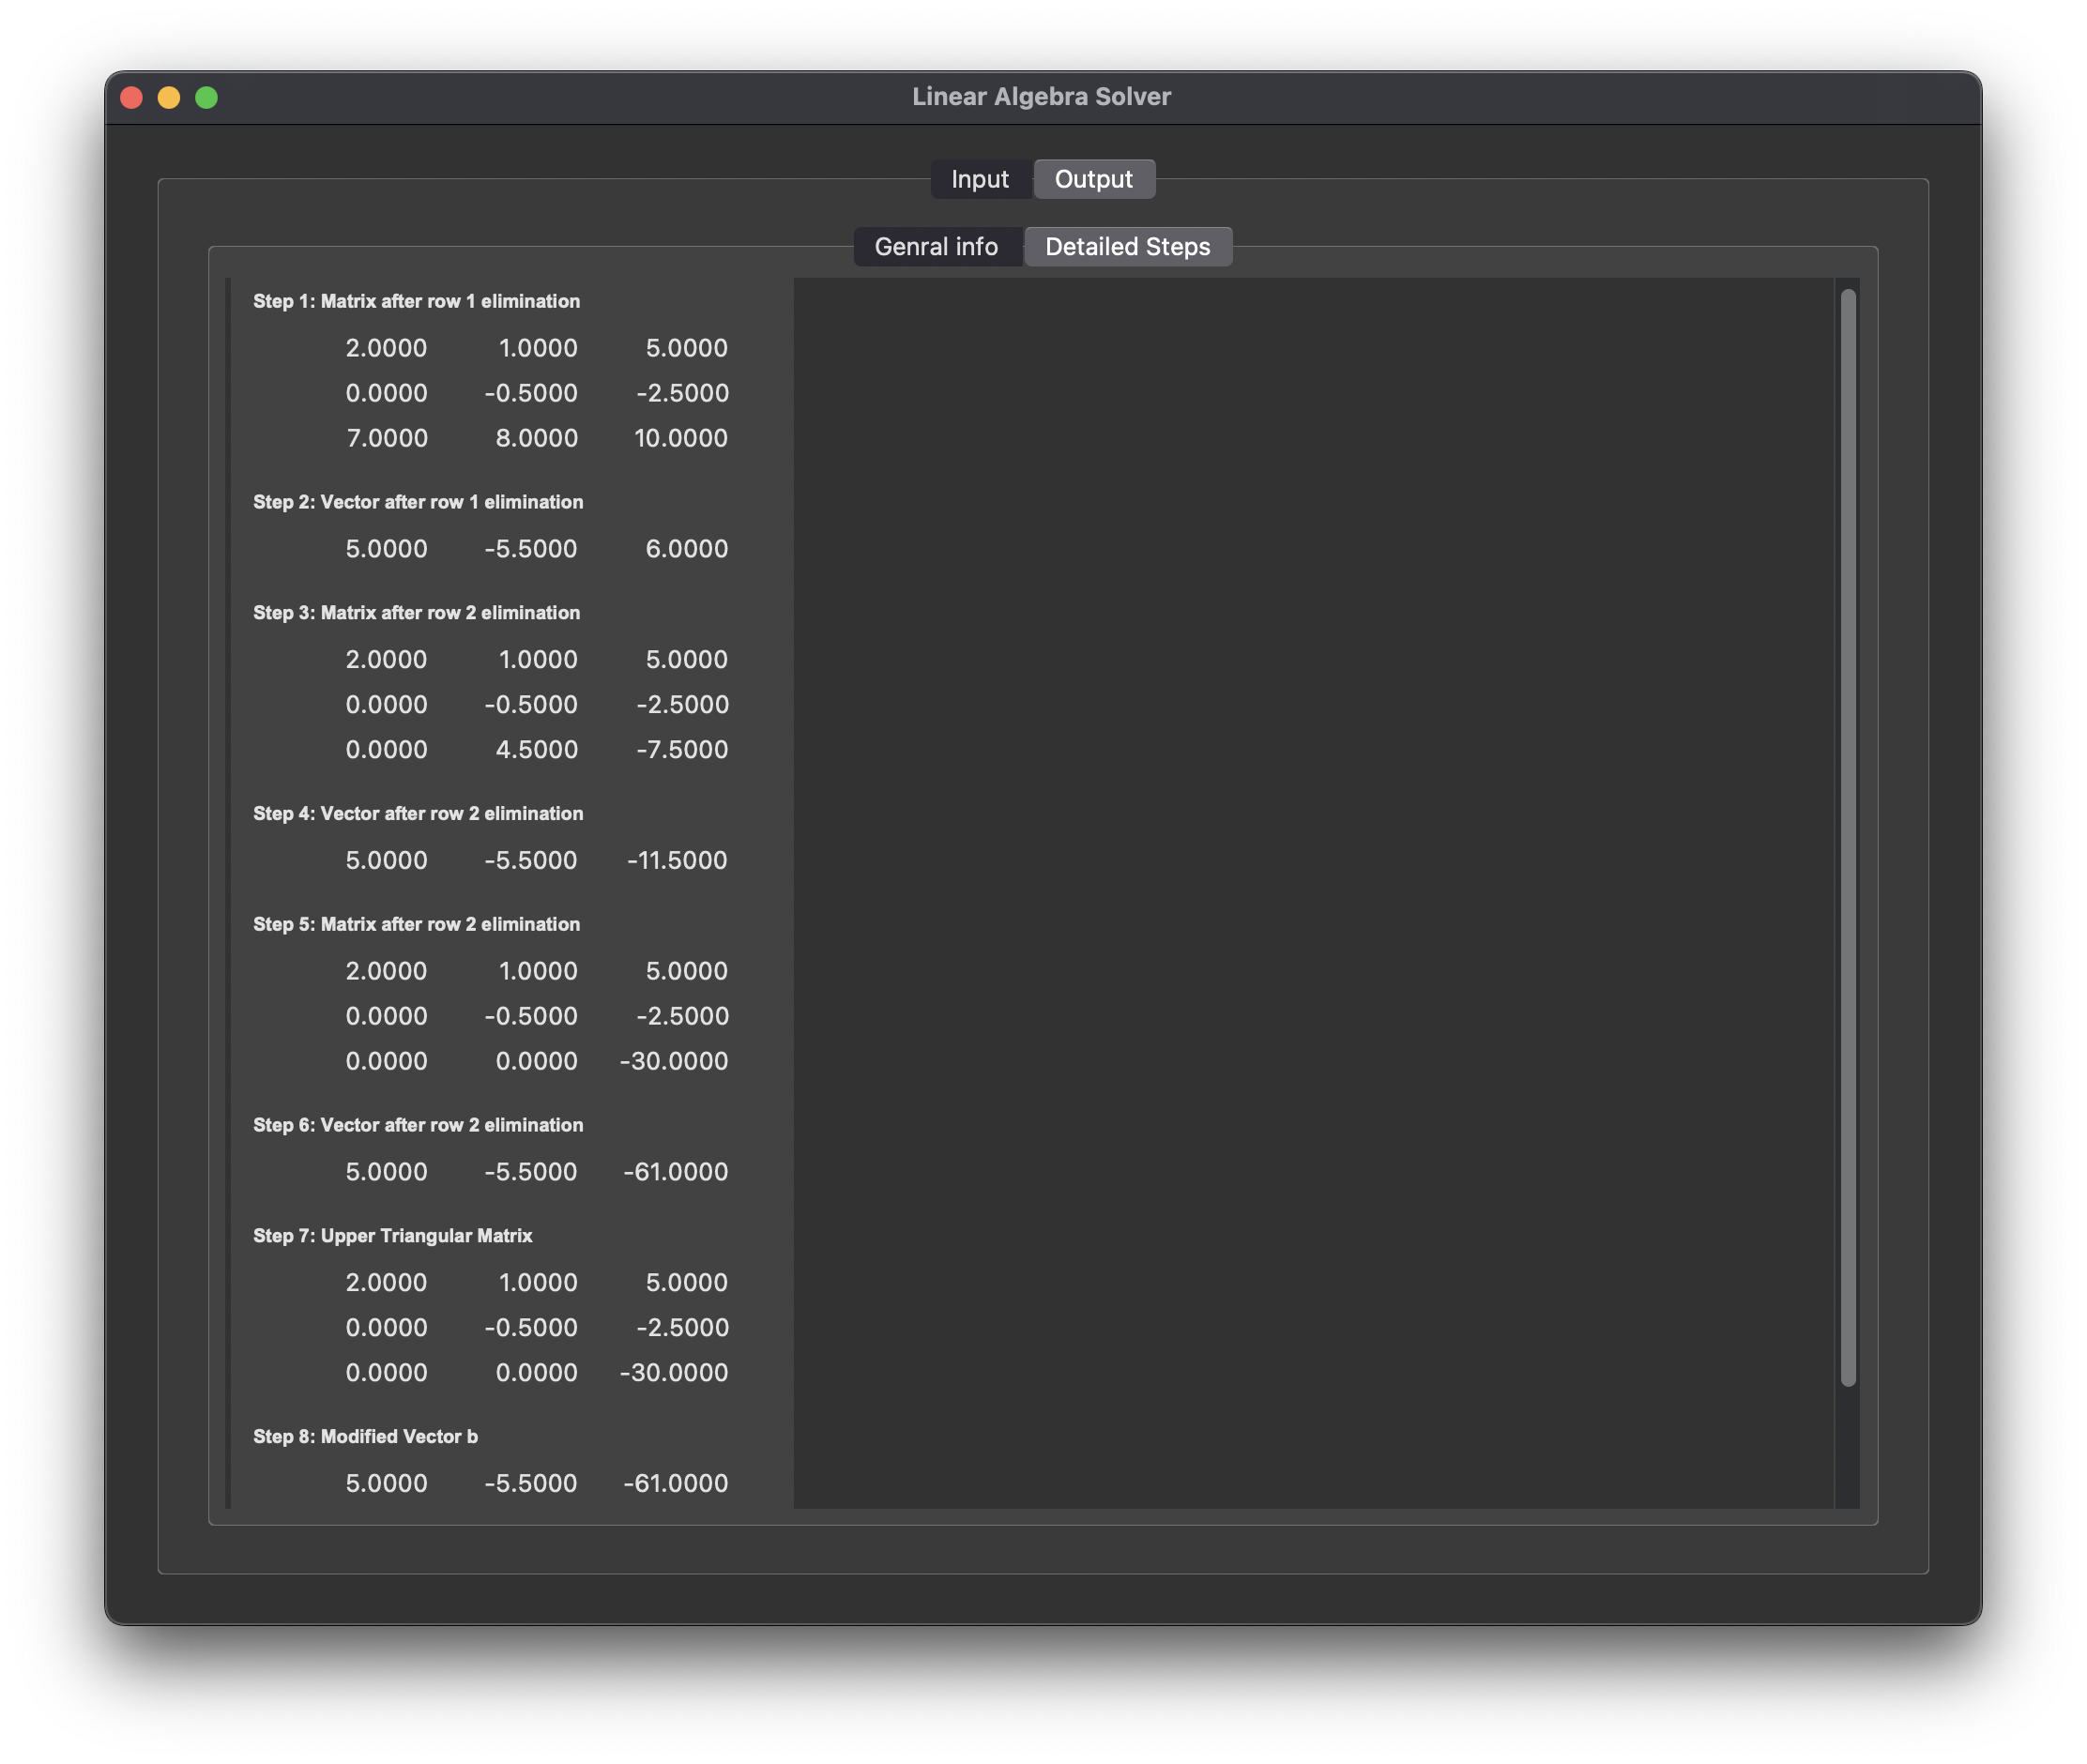 Linear Algebra Solver
Input Output
Genral info Detailed Steps
Step 1: Matrix after row 1 elimination
2.0000 1.0000 5.0000
0.0000 -0.5000 -2.5000
7.0000 8.0000 10.0000
Step 2: Vector after row 1 elimination
5.0000 -5.5000 6.0000
Step 3: Matrix after row 2 elimination
2.0000 1.0000 5.0000
0.0000 -0.5000 -2.5000
0.0000 4.5000 -7.5000
Step 4: Vector after row 2 elimination
5.0000 -5.5000 -11.5000
Step 5: Matrix after row 2 elimination
2.0000 1.0000 5.0000
0.0000 -0.5000 -2.5000
0.0000 0.0000 -30.0000
Step 6: Vector after row 2 elimination
5.0000 -5.5000 -61.0000
Step 7: Upper Triangular Matrix
2.0000 1.0000 5.0000
0.0000 -0.5000 -2.5000
0.0000 0.0000 -30.0000
Step 8: Modified Vector b
5.0000 -5.5000 -61.0000